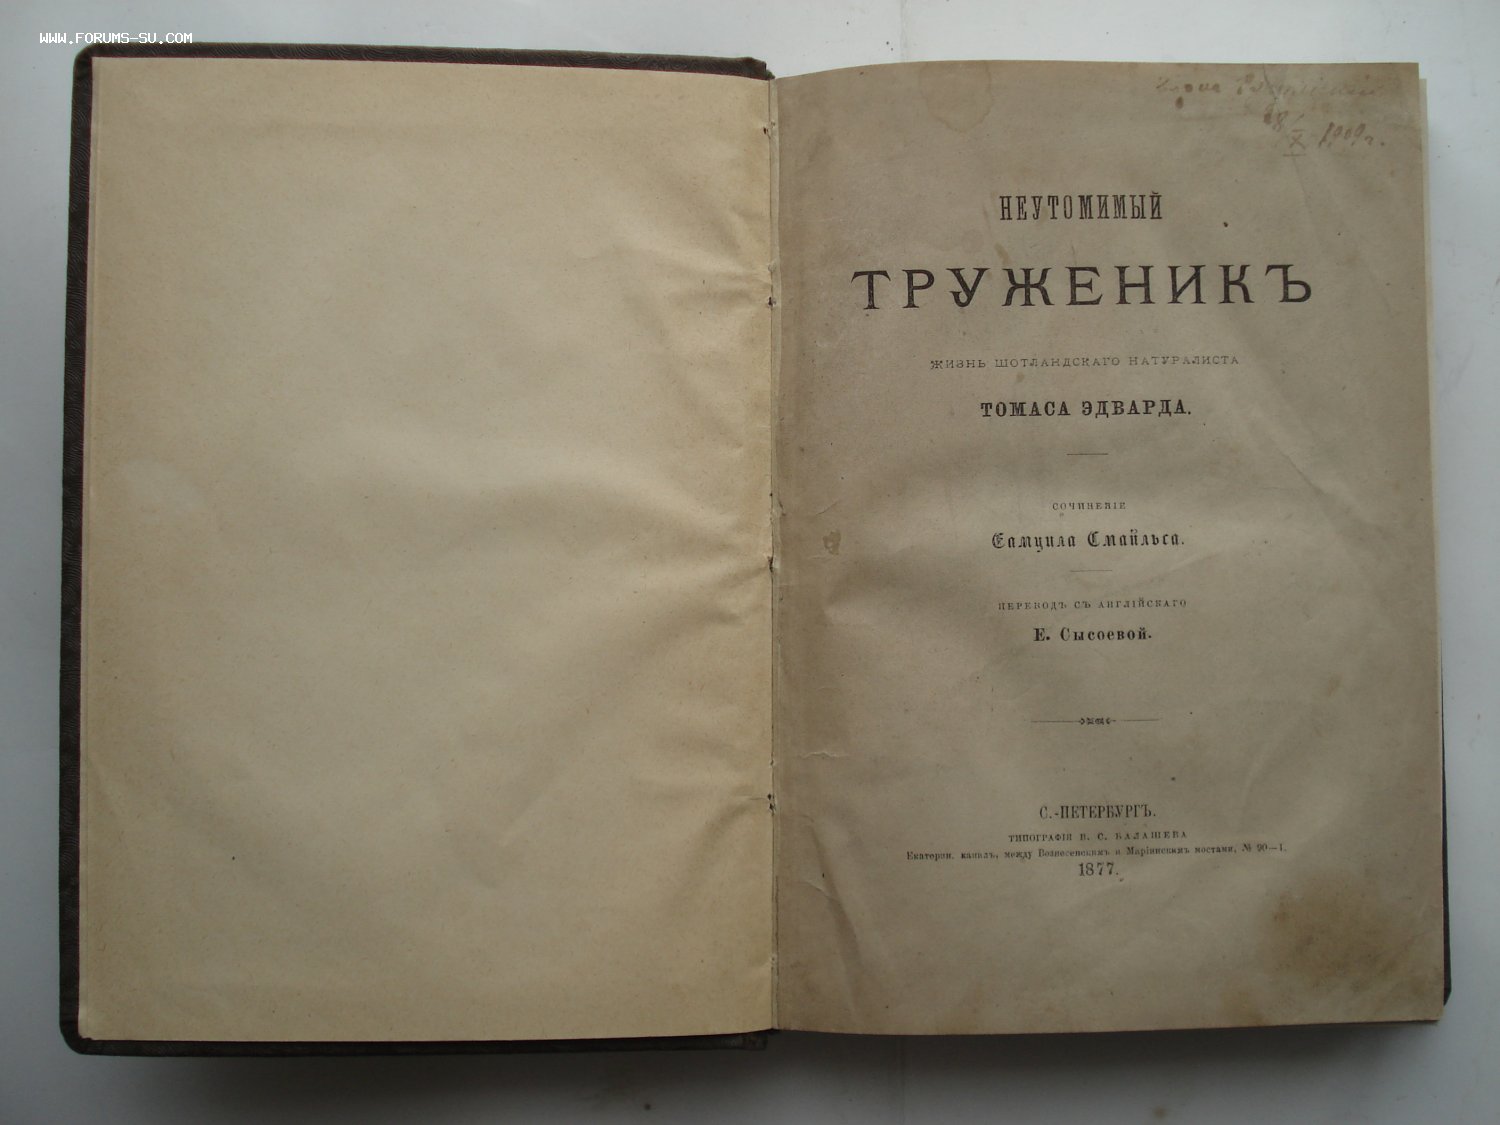 WWW.FORUMS-SU.COM
X 1909 г.
НЕУТОМИМЫЙ
ТРУЖЕНИКЪ
ЖИЗНЬ ШОТЛАНДСКАГО НАТУРАЛИСТА
ТОМАСА ЭДВАРДА.
СОЧИНЕНІЕ
Самуила Смайльса.
ПЕРЕВОДЪ СЪ АНГЛІЙСКАГО
Е. Сысоевой.
С.-ПЕТЕРБУРГЪ.
ТИПОГРАФІЯ В. С. БАЛАШЕВА
Екатерин. каналъ, между Вознесенскимъ и Маріинскимъ мостами, № 90—1.
1877.